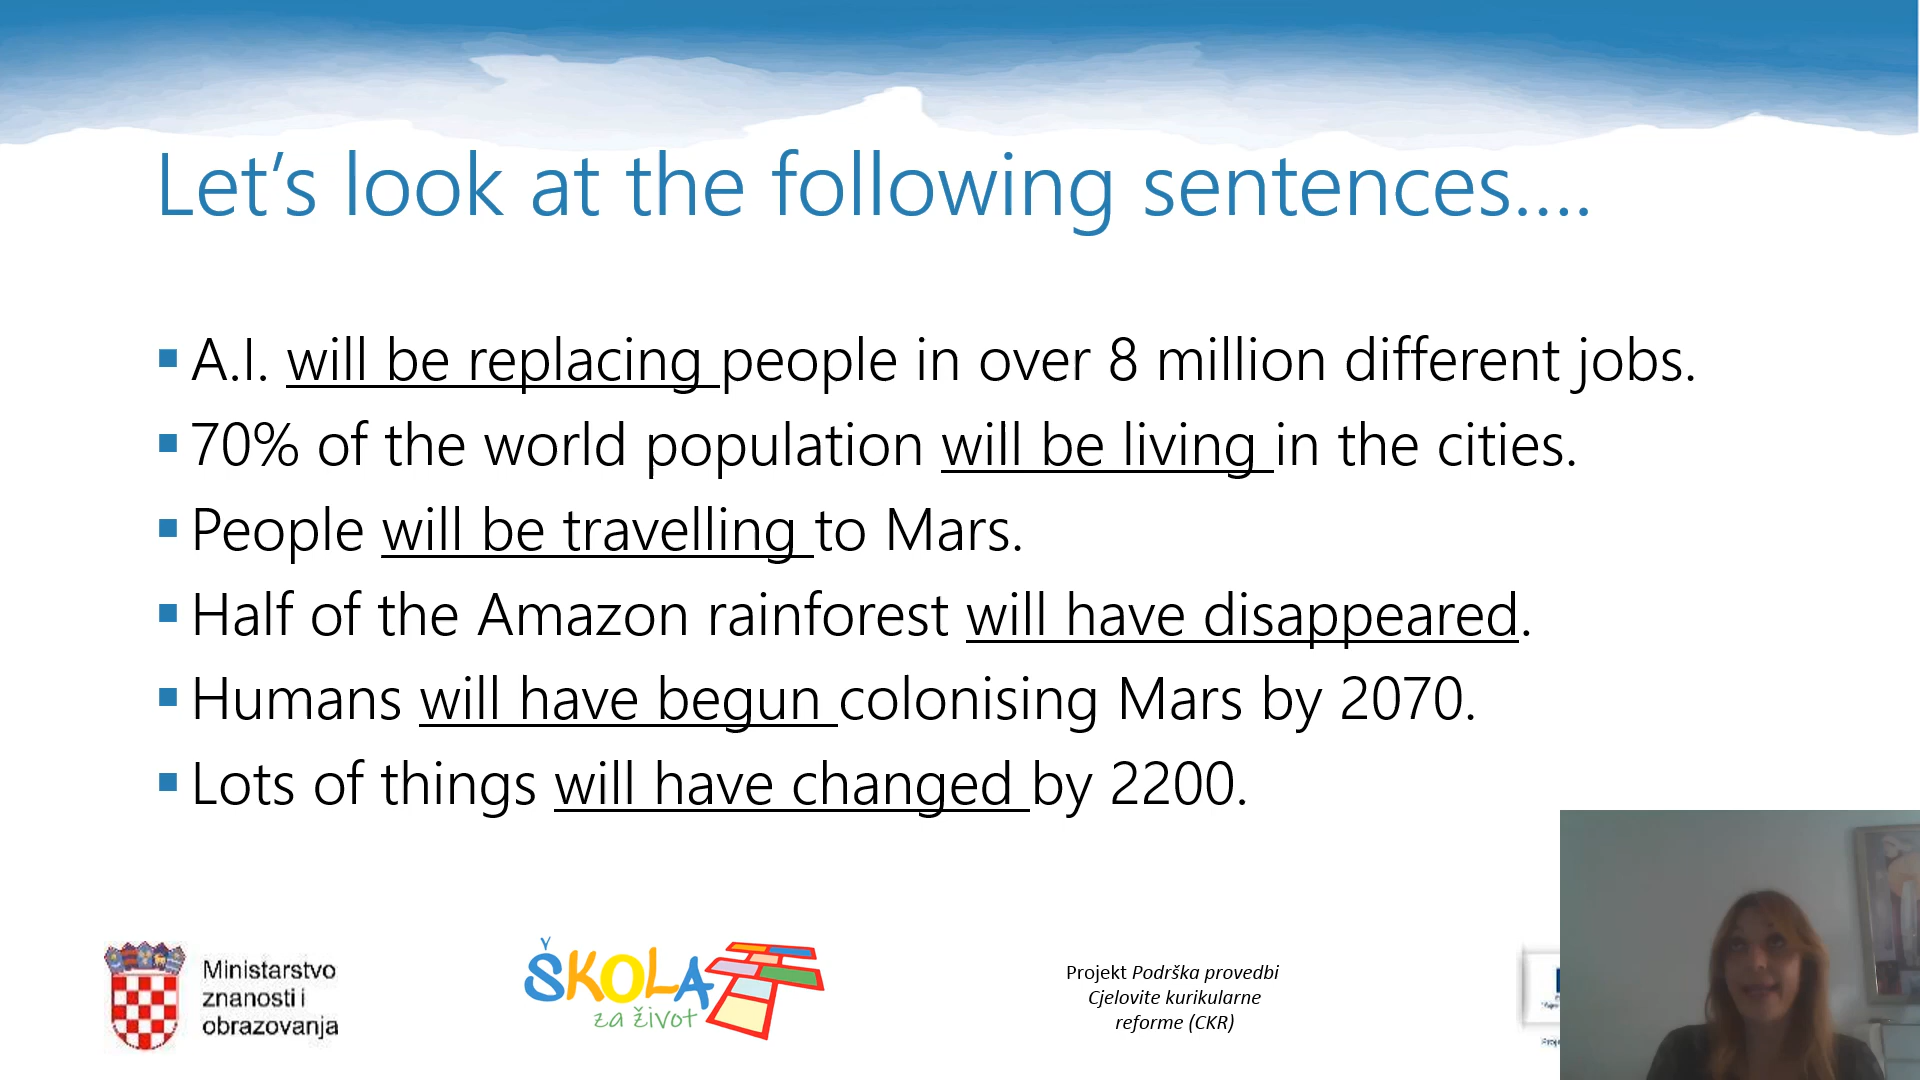 Let’s look at the following sentences….
A.I. will be replacing people in over 8 million different jobs.
70% of the world population will be living in the cities.
People will be travelling to Mars.
Half of the Amazon rainforest will have disappeared.
Humans will have begun colonising Mars by 2070.
Lots of things will have changed by 2200.
Ministarstvo
znanosti i
obrazovanja
ŠKOLA
za život
Projekt Podrška provedbi
Cjelovite kurikularne
reforme (CKR)